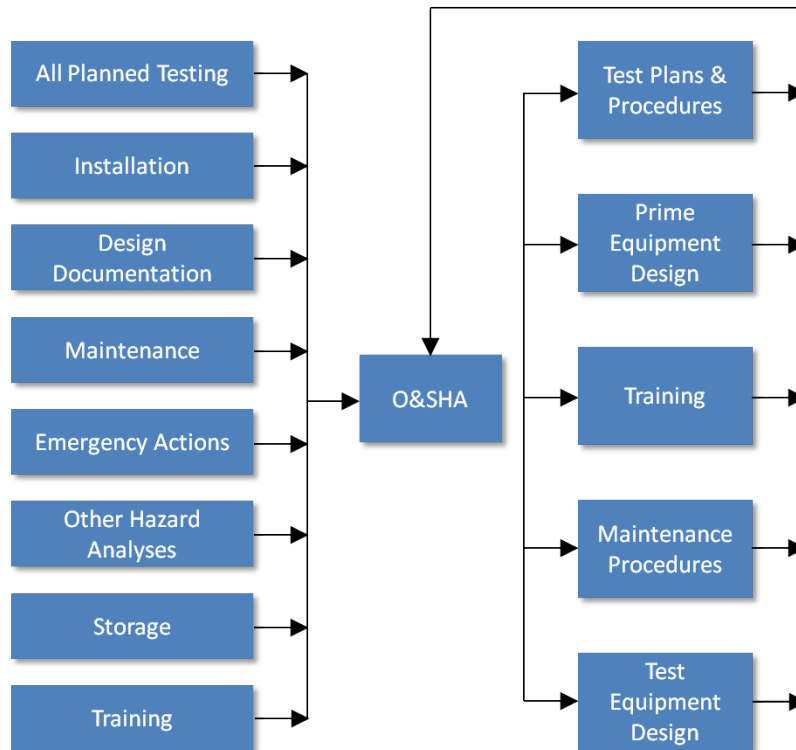 All Planned Testing
Installation
Design
Documentation
Maintenance
Emergency Actions
Other Hazard
Analyses
Storage
Training
O&SHA
Test Plans &
Procedures
Prime
Equipment
Design
Training
Maintenance
Procedures
Test
Equipment
Design